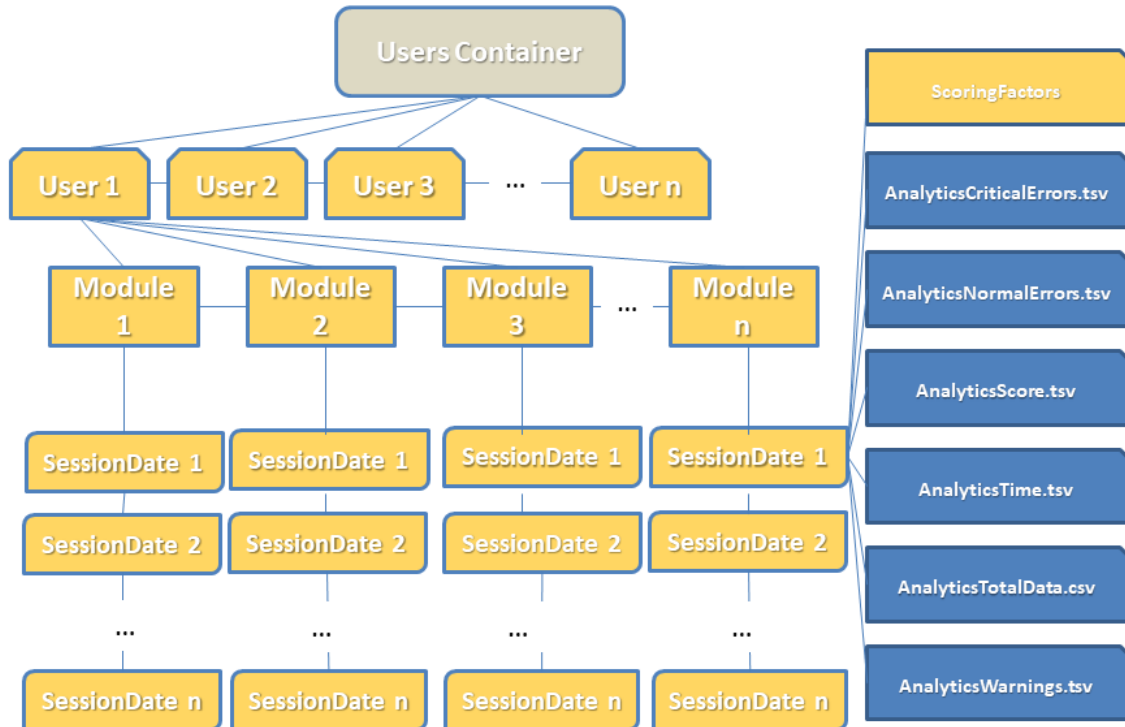 Users Container
ScoringFactors
User 1
User 2
User 3
...
User n
AnalyticsCriticalErrors.tsv
Module
1
Module
2
Module
3
...
Module
n
AnalyticsNormalErrors.tsv
AnalyticsScore.tsv
SessionDate 1
SessionDate 1
SessionDate 1
SessionDate 1
AnalyticsTime.tsv
SessionDate 2
SessionDate 2
SessionDate 2
SessionDate 2
AnalyticsTotalData.csv
...
...
...
...
SessionDate n
SessionDate n
SessionDate n
SessionDate n
AnalyticsWarnings.tsv